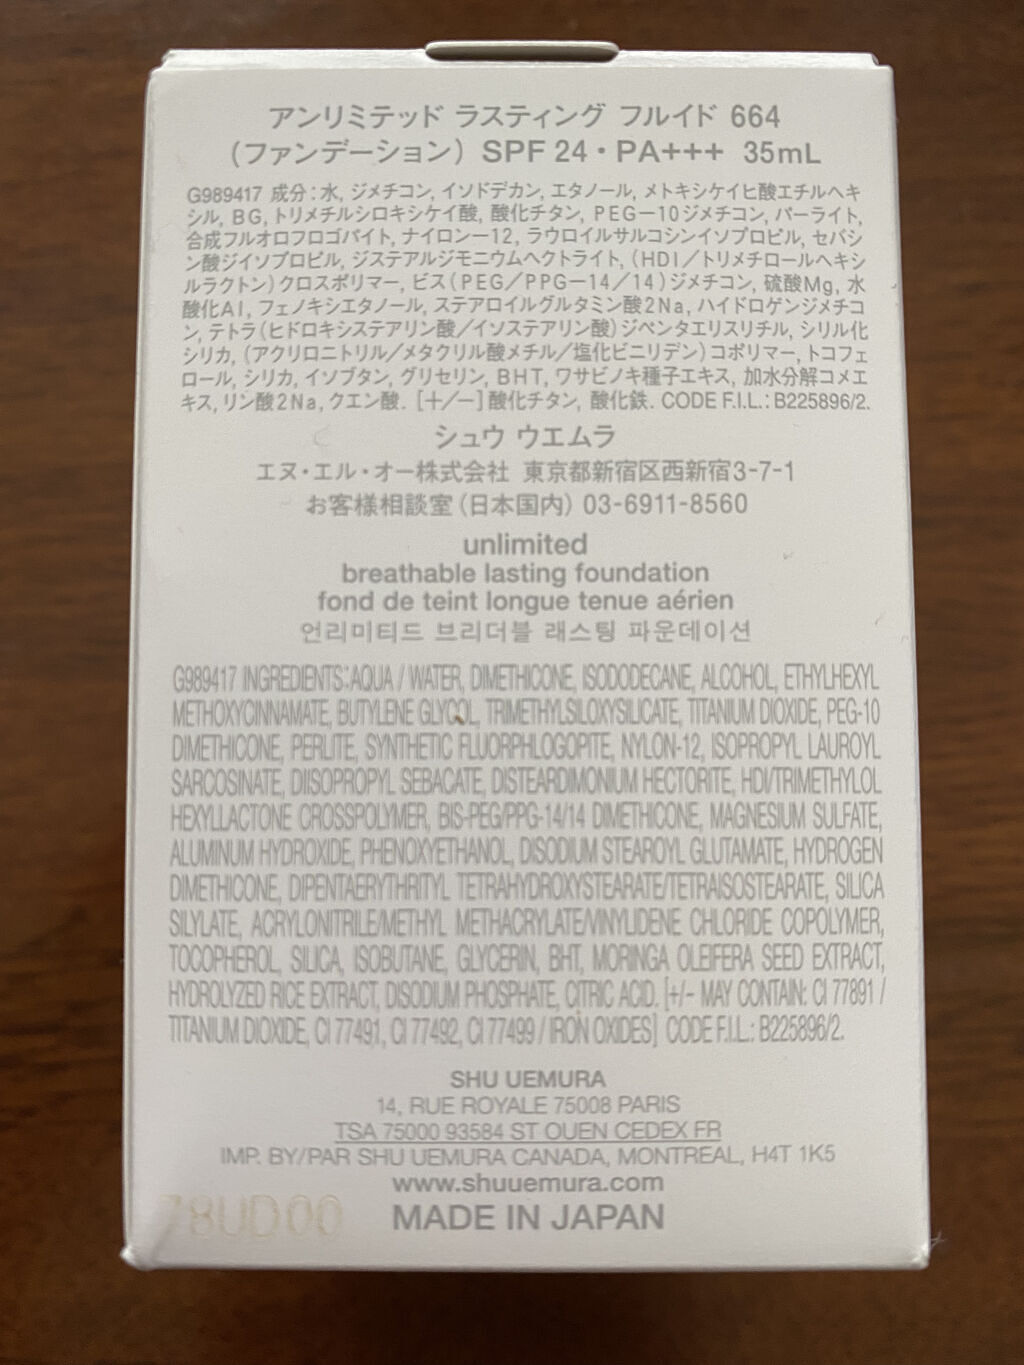 アンリミテッド ラスティング フルイド 664
(ファンデーション) SPF 24・PA+++ 35mL
G989417 成分:水, ジメチコン, イソドデカン, エタノール, メトキシケイヒ酸エチルヘキ
シル, BG, トリメチルシロキシケイ酸, 酸化チタン, PEG－10ジメチコン, パーライト,
合成フルオロフロゴパイト, ナイロン－12, ラウロイルサルコシンイソプロピル, セバシ
ン酸ジイソプロピル, ジステアルジモニウムヘクトライト, (HDI／トリメチロールヘキシ
ルラクトン)クロスポリマー, ビス(PEG／PPG－14／14)ジメチコン, 硫酸Mg, 水
酸化Al, フェノキシエタノール, ステアロイルグルタミン酸2Na, ハイドロゲンジメチコ
ン, テトラ(ヒドロキシステアリン酸／イソステアリン酸)ジペンタエリスリチル, シリル化
シリカ, (アクリロニトリル／メタクリル酸メチル／塩化ビニリデン)コポリマー, トコフェ
ロール, シリカ, イソブタン, グリセリン, BHT, ワサビノキ種子エキス, 加水分解コメエ
キス, リン酸2Na, クエン酸. [＋/－]酸化チタン, 酸化鉄. CODE F.I.L.: B225896/2.
シュウ ウエムラ
エヌ・エル・オー株式会社 東京都新宿区西新宿3-7-1
お客様相談室(日本国内) 03-6911-8560
unlimited
breathable lasting foundation
fond de teint longue tenue aérien
언리미티드 브리더블 래스팅 파운데이션
G989417 INGREDIENTS:AQUA / WATER, DIMETHICONE, ISODODECANE, ALCOHOL, ETHYLHEXYL
METHOXYCINNAMATE, BUTYLENE GLYCOL, TRIMETHYLSILOXYSILICATE, TITANIUM DIOXIDE, PEG-10
DIMETHICONE, PERLITE, SYNTHETIC FLUORPHLOGOPITE, NYLON-12, ISOPROPYL LAUROYL
SARCOSINATE, DIISOPROPYL SEBACATE, DISTEARDIMONIUM HECTORITE, HDI/TRIMETHYLOL
HEXYLLACTONE CROSSPOLYMER, BIS-PEG/PPG-14/14 DIMETHICONE, MAGNESIUM SULFATE,
ALUMINUM HYDROXIDE, PHENOXYETHANOL, DISODIUM STEAROYL GLUTAMATE, HYDROGEN
DIMETHICONE, DIPENTAERYTHRITYL TETRAHYDROXYSTEARATE/TETRAISOSTEARATE, SILICA
SILYLATE, ACRYLONITRILE/METHYL METHACRYLATE/VINYLIDENE CHLORIDE COPOLYMER,
TOCOPHEROL, SILICA, ISOBUTANE, GLYCERIN, BHT, MORINGA OLEIFERA SEED EXTRACT,
HYDROLYZED RICE EXTRACT, DISODIUM PHOSPHATE, CITRIC ACID. [+/- MAY CONTAIN: CI 77891 /
TITANIUM DIOXIDE, CI 77491, CI 77492, CI 77499 / IRON OXIDES] CODE F.I.L.: B225896/2.
SHU UEMURA
14, RUE ROYALE 75008 PARIS
TSA 75000 93584 ST OUEN CEDEX FR
IMP. BY/PAR SHU UEMURA CANADA, MONTREAL, H4T 1K5
www.shuuemura.com
78UD00 MADE IN JAPAN